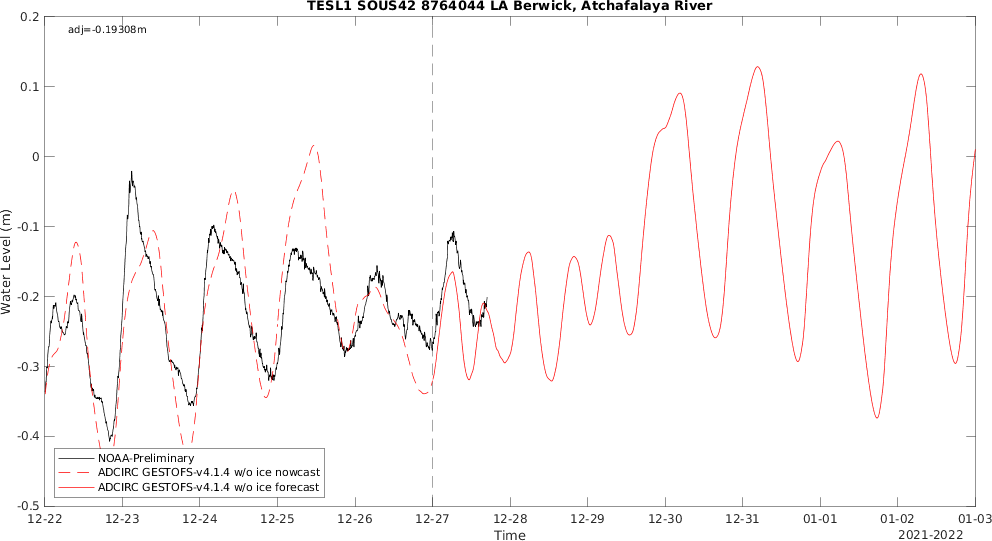 TESL1 SOUS42 8764044 LA Berwick, Atchafalaya River
adj=-0.19308m
0.2
0.1
0
-0.1
-0.2
-0.3
-0.4
-0.5
Water Level (m)
NOAA-Preliminary
ADCIRC GESTOFS-v4.1.4 w/o ice nowcast
ADCIRC GESTOFS-v4.1.4 w/o ice forecast
12-22 12-23 12-24 12-25 12-26 12-27 12-28 12-29 12-30 12-31 01-01 01-02 01-03
Time
2021-2022